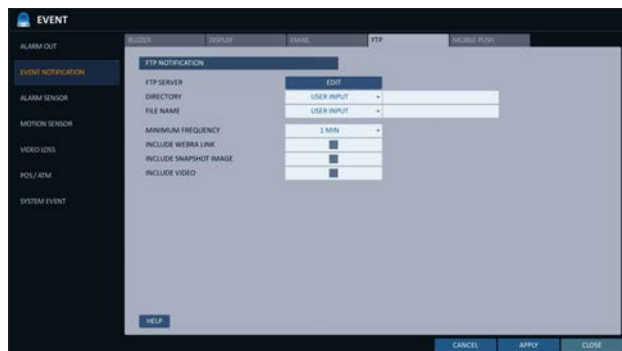 EVENT
ALARM OUT
EVENT NOTIFICATION
ALARM SENSOR
MOTION SENSOR
VIDEO LOSS
POS / ATM
SYSTEM EVENT
BUZZER DISPLAY EMAIL FTP MOBILE PUSH
FTP NOTIFICATION
FTP SERVER EDIT
DIRECTORY USER INPUT
FILE NAME USER INPUT
MINIMUM FREQUENCY 1 MIN
INCLUDE WEBRA LINK
INCLUDE SNAPSHOT IMAGE
INCLUDE VIDEO
HELP
CANCEL APPLY CLOSE